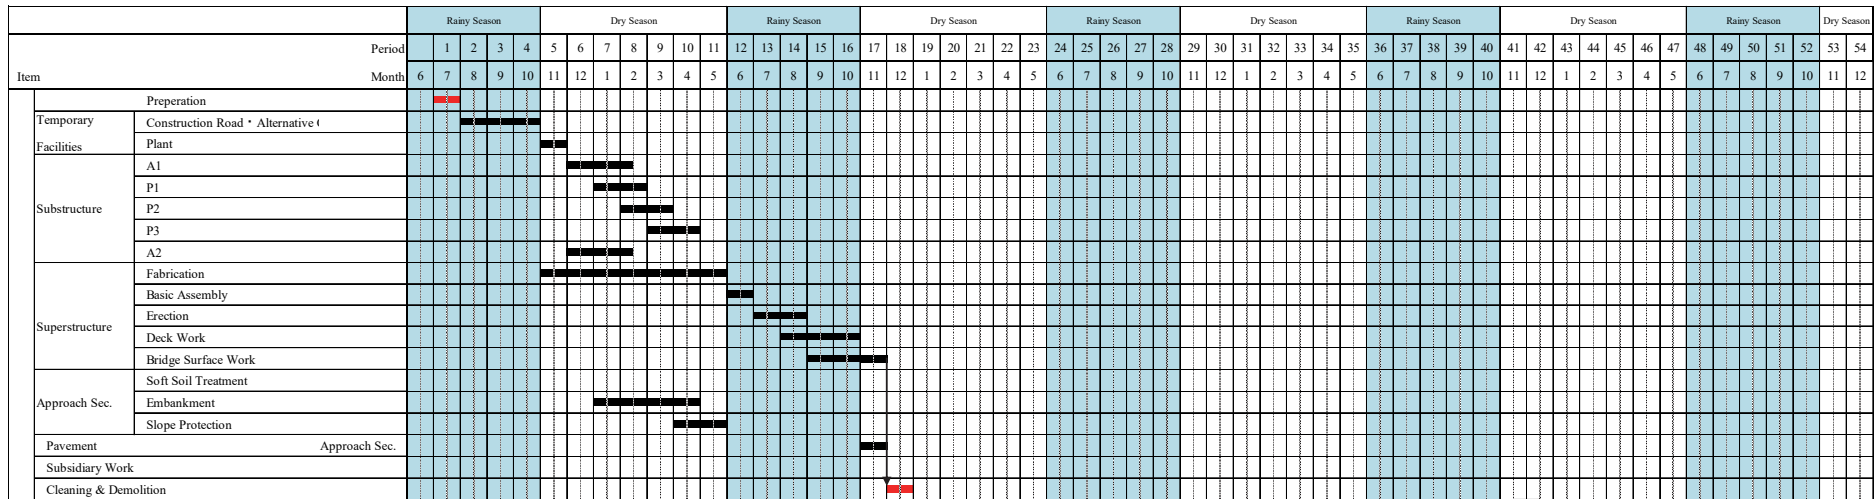 Rainy Season Dry Season Rainy Season Dry Season Rainy Season Dry Season Rainy Season Dry Season Rainy Season Dry Season
Period 1 2 3 4 5 6 7 8 9 10 11 12 13 14 15 16 17 18 19 20 21 22 23 24 25 26 27 28 29 30 31 32 33 34 35 36 37 38 39 40 41 42 43 44 45 46 47 48 49 50 51 52 53 54
Item Month 6 7 8 9 10 11 12 1 2 3 4 5 6 7 8 9 10 11 12 1 2 3 4 5 6 7 8 9 10 11 12 1 2 3 4 5 6 7 8 9 10 11 12 1 2 3 4 5 6 7 8 9 10 11 12
Preperation
Temporary Facilities
Construction Road・Alternative (
Plant
Substructure
A1
P1
P2
P3
A2
Superstructure
Fabrication
Basic Assembly
Erection
Deck Work
Bridge Surface Work
Approach Sec.
Soft Soil Treatment
Embankment
Slope Protection
Pavement Approach Sec.
Subsidiary Work
Cleaning & Demolition